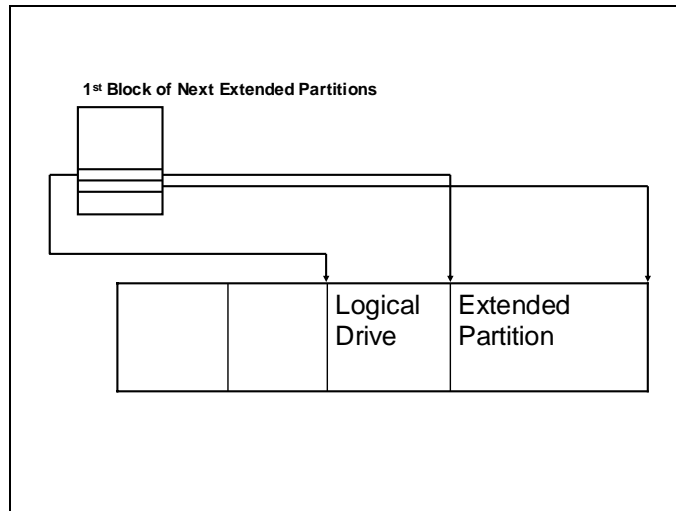 1st Block of Next Extended Partitions
Logical
Drive
Extended
Partition